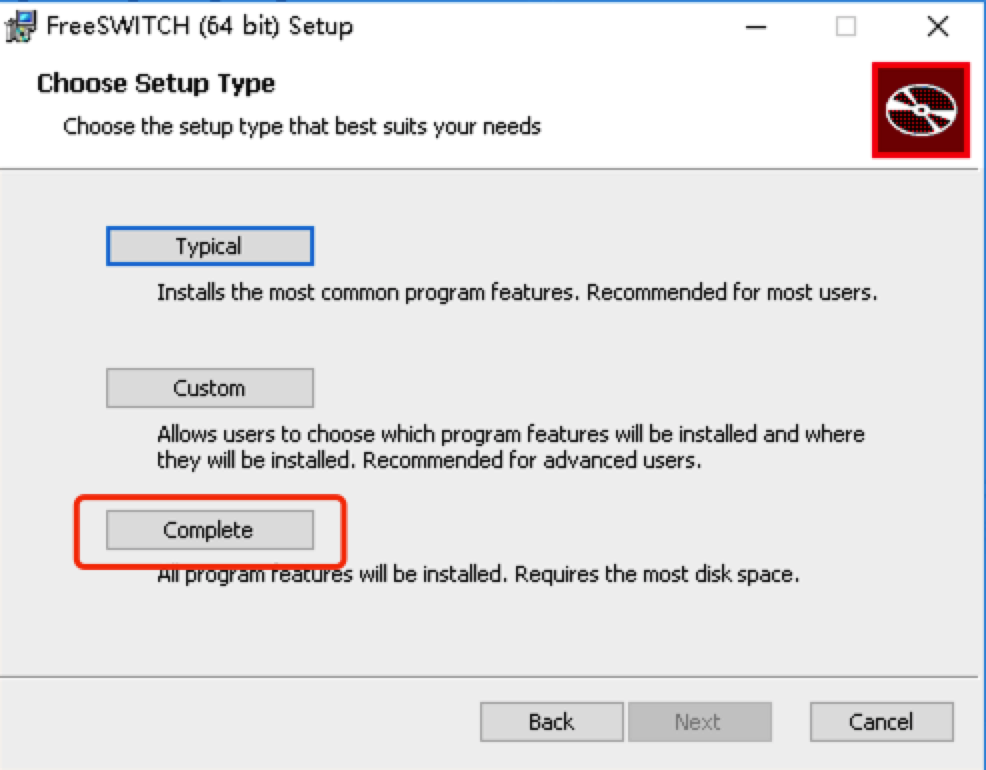 FreeSWITCH (64 bit) Setup
Choose Setup Type
Choose the setup type that best suits your needs
Typical
Installs the most common program features. Recommended for most users.
Custom
Allows users to choose which program features will be installed and where
they will be installed. Recommended for advanced users.
Complete
All program features will be installed. Requires the most disk space.
Back
Next
Cancel